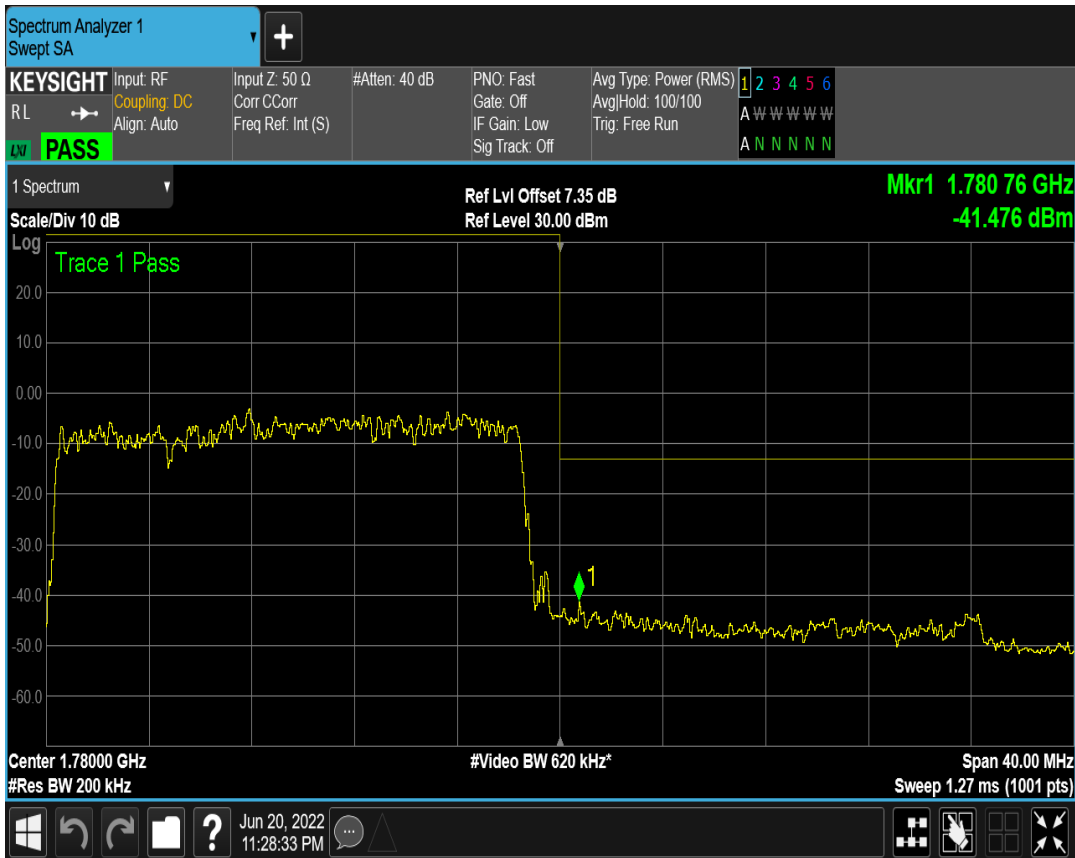 Spectrum Analyzer 1
Swept SA
+
KEYSIGHT
RL
LXI PASS
Input: RF
Coupling: DC
Align: Auto
Input Z: 50 Ω
Corr CCorr
Freq Ref: Int (S)
#Atten: 40 dB
PNO: Fast
Gate: Off
IF Gain: Low
Sig Track: Off
Avg Type: Power (RMS)
Avg|Hold: 100/100
Trig: Free Run
1 2 3 4 5 6
A W W W W W
A N N N N N
1 Spectrum
Scale/Div 10 dB
Ref Lvl Offset 7.35 dB
Ref Level 30.00 dBm
Mkr1 1.780 76 GHz
-41.476 dBm
Log
Trace 1 Pass
20.0
10.0
0.00
-10.0
-20.0
-30.0
-40.0
-50.0
-60.0
1
Center 1.78000 GHz
#Res BW 200 kHz
#Video BW 620 kHz*
Span 40.00 MHz
Sweep 1.27 ms (1001 pts)
?
Jun 20, 2022
11:28:33 PM